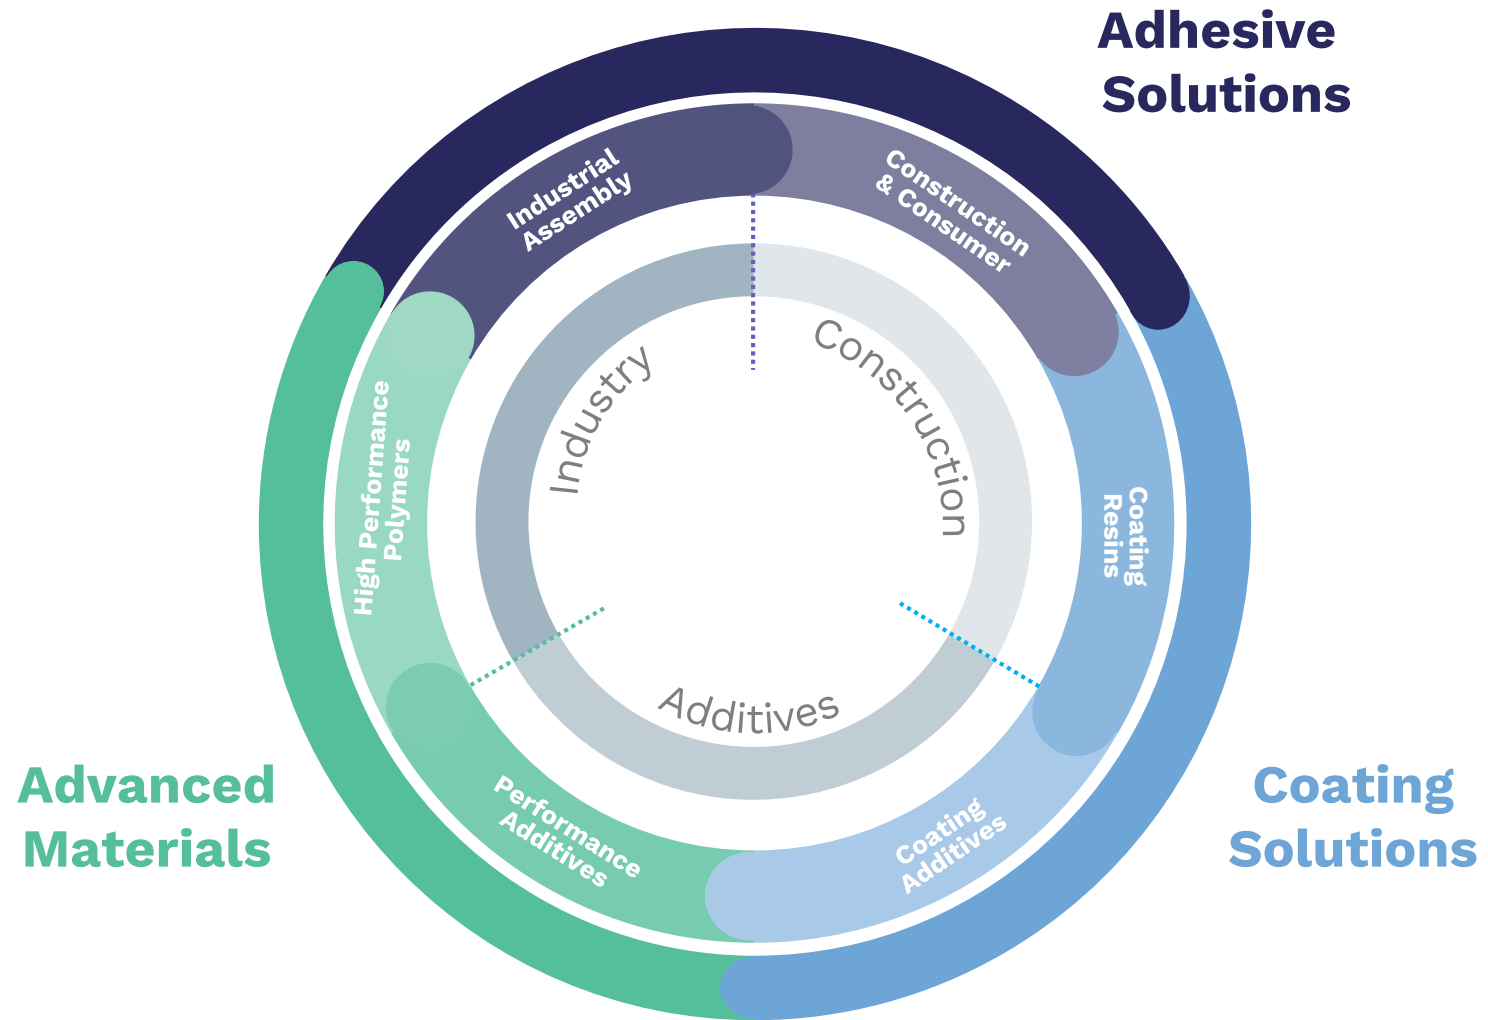 Adhesive
Solutions
Industrial
Assembly
Construction
& Consumer
Industry
Construction
High Performance
Polymers
Coating
Resins
Additives
Advanced
Materials
Coating
Solutions
Performance
Additives
Coating
Additives